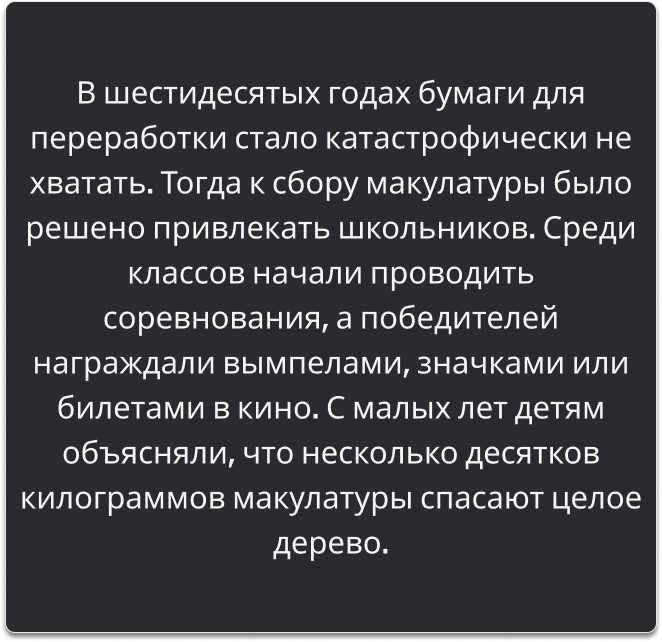 В шестидесятых годах бумаги для
переработки стало катастрофически не
хватать. Тогда к сбору макулатуры было
решено привлекать школьников. Среди
классов начали проводить
соревнования, а победителей
награждали вымпелами, значками или
билетами в кино. С малых лет детям
объясняли, что несколько десятков
килограммов макулатуры спасают целое
дерево.